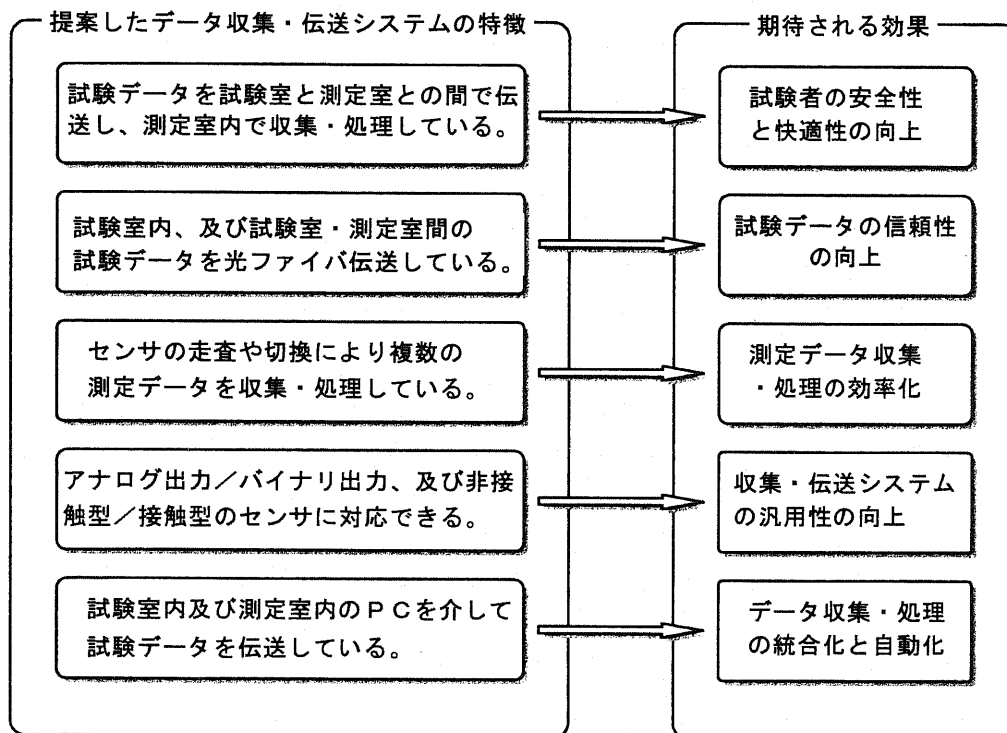 提案したデータ収集・伝送システムの特徴
期待される効果
試験データを試験室と測定室との間で伝
送し、測定室内で収集・処理している。
試験者の安全性
と快適性の向上
試験室内、及び試験室・測定室間の
試験データを光ファイバ伝送している。
試験データの信頼性
の向上
センサの走査や切換により複数の
測定データを収集・処理している。
測定データ収集
・処理の効率化
アナログ出力／バイナリ出力、及び非接
触型／接触型のセンサに対応できる。
収集・伝送システム
の汎用性の向上
試験室内及び測定室内のＰＣを介して
試験データを伝送している。
データ収集・処理
の統合化と自動化